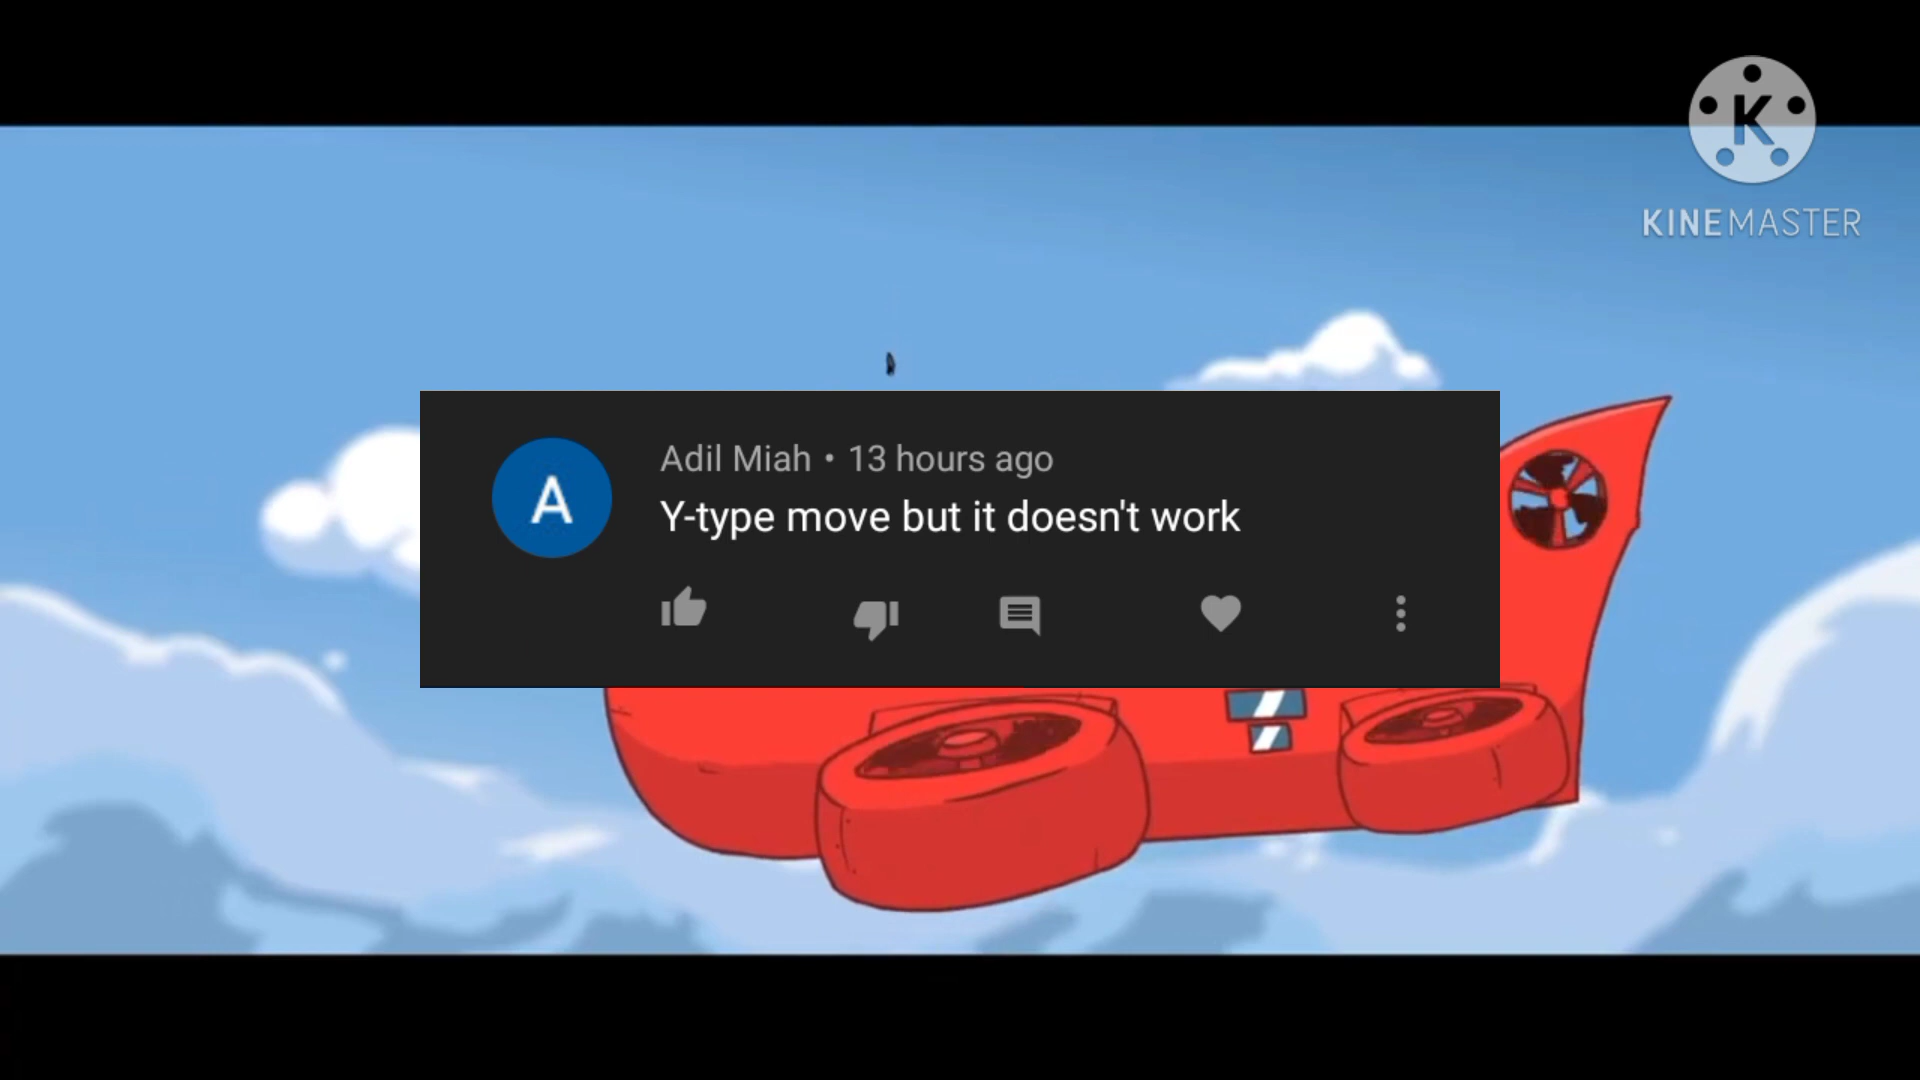 K
KINEMASTER
A
Adil Miah • 13 hours ago
Y-type move but it doesn't work